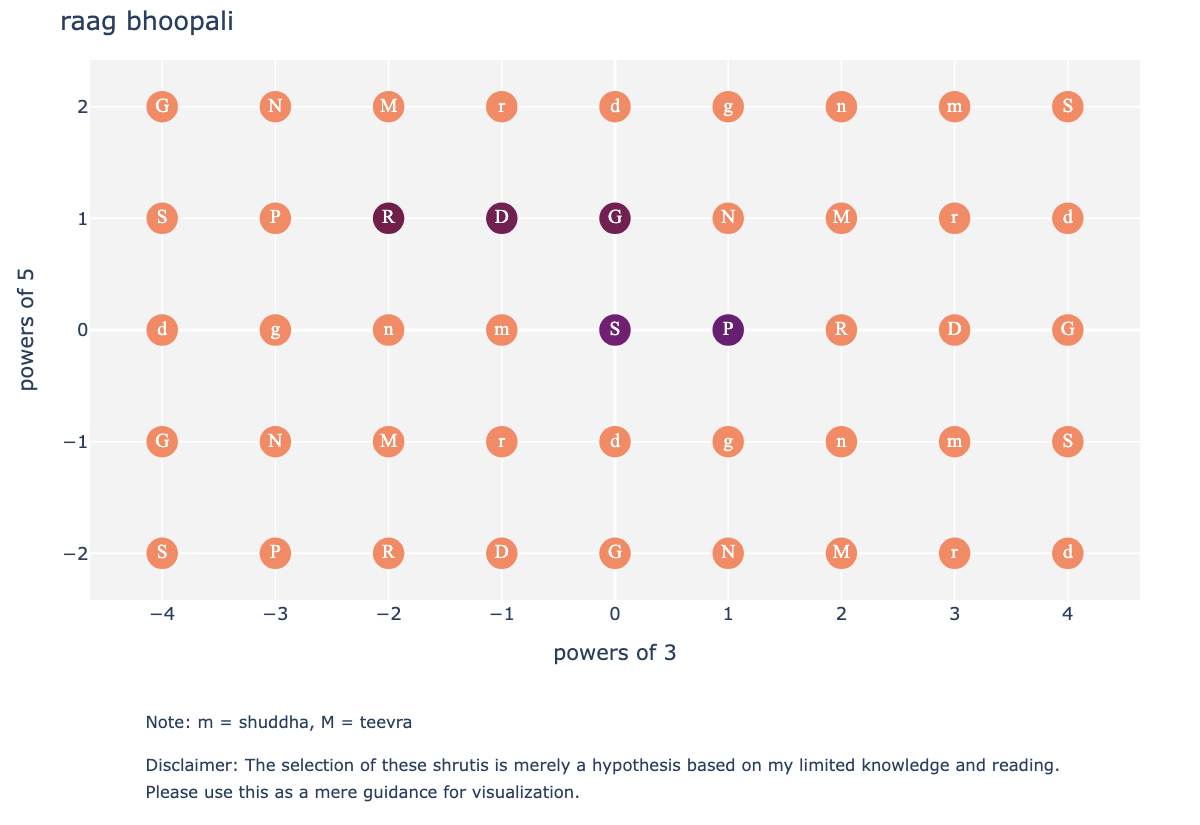 raag bhoopali
2 G N M r d g n m S
1 S P R D G N M r d
0 d g n m S P R D G
−1 G N M r d g n m S
−2 S P R D G N M r d
powers of 5
−4 −3 −2 −1 0 1 2 3 4
powers of 3
Note: m = shuddha, M = teevra
Disclaimer: The selection of these shrutis is merely a hypothesis based on my limited knowledge and reading.
Please use this as a mere guidance for visualization.